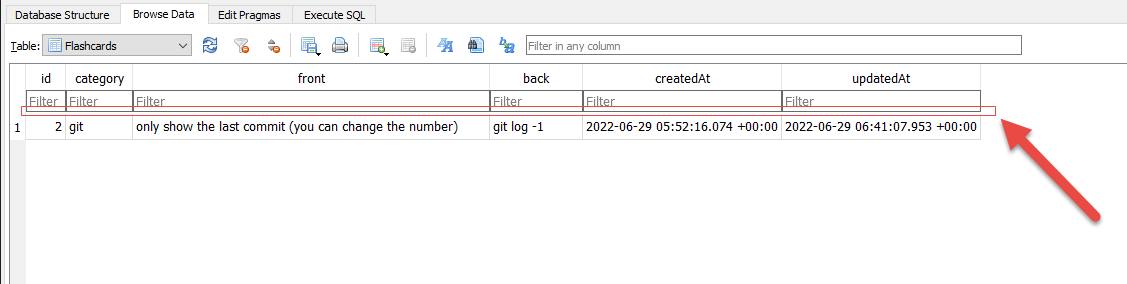 Database Structure Browse Data Edit Pragmas Execute SQL
Table: Flashcards Filter in any column
id category front back createdAt updatedAt
Filter Filter Filter Filter Filter Filter
1 2 git only show the last commit (you can change the number) git log -1 2022-06-29 05:52:16.074 +00:00 2022-06-29 06:41:07.953 +00:00